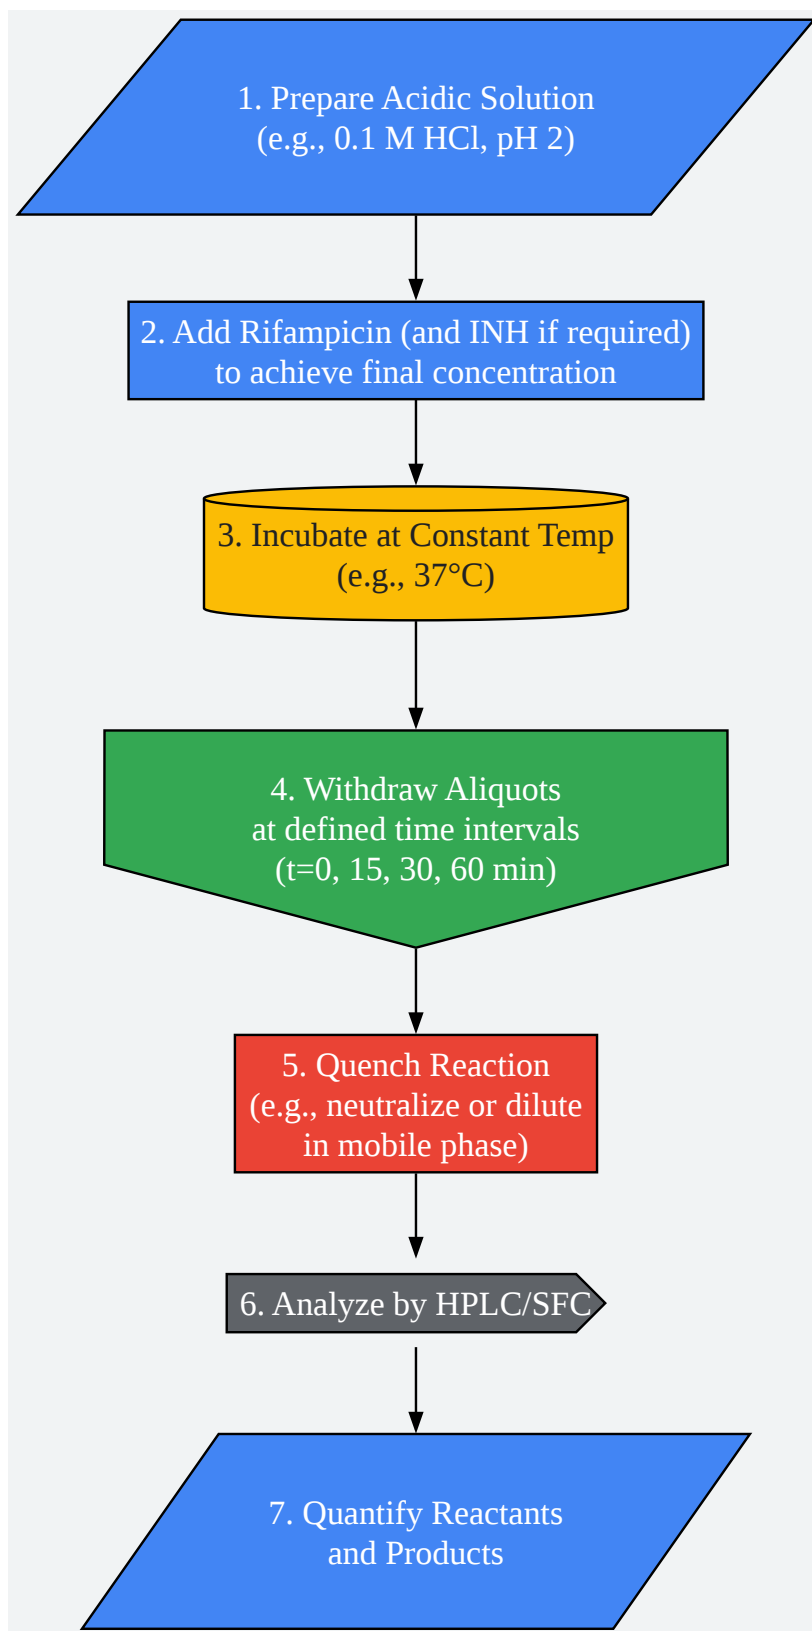 1. Prepare Acidic Solution
(e.g., 0.1 M HCl, pH 2)
2. Add Rifampicin (and INH if required)
to achieve final concentration
3. Incubate at Constant Temp
(e.g., 37°C)
4. Withdraw Aliquots
at defined time intervals
(t=0, 15, 30, 60 min)
5. Quench Reaction
(e.g., neutralize or dilute
in mobile phase)
6. Analyze by HPLC/SFC
7. Quantify Reactants
and Products